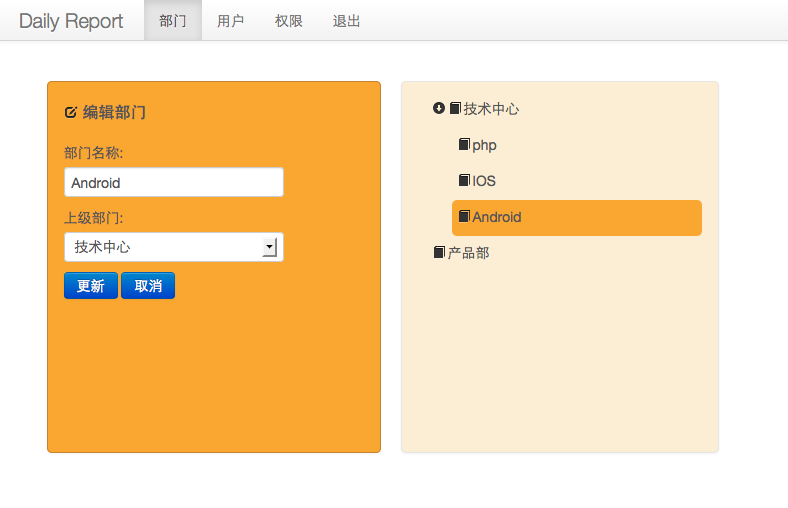 Daily Report 部门 用户 权限 退出
编辑部门
部门名称:
Android
上级部门:
技术中心
更新 取消
技术中心
php
IOS
Android
产品部